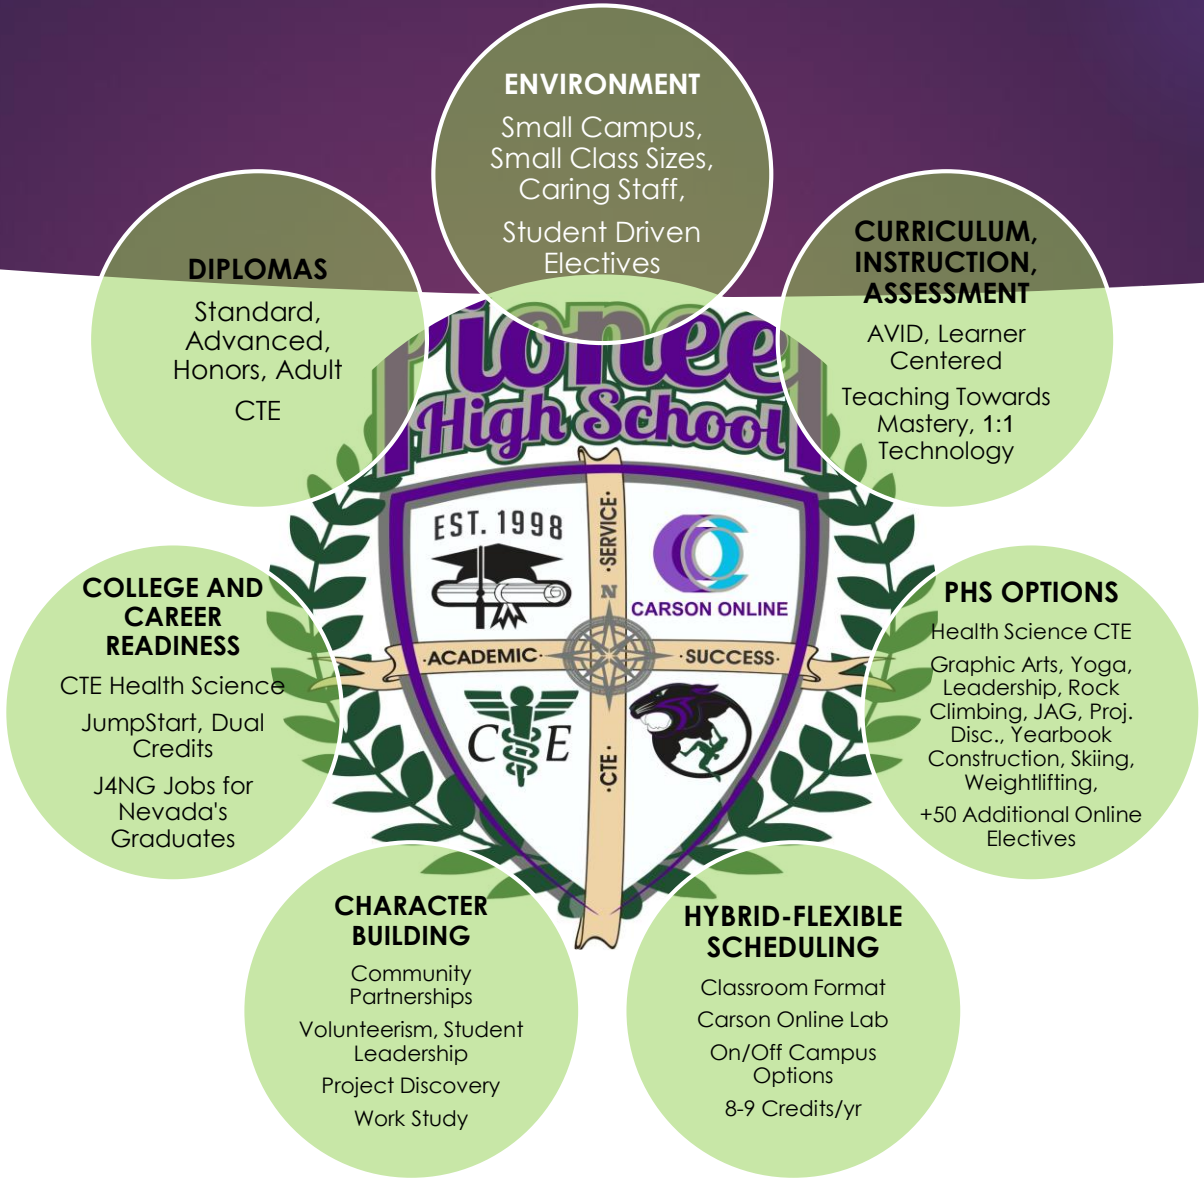 ENVIRONMENT
Small Campus,
Small Class Sizes,
Caring Staff,
Student Driven
Electives
DIPLOMAS
Standard,
Advanced,
Honors, Adult
CTE
CURRICULUM,
INSTRUCTION,
ASSESSMENT
AVID, Learner
Centered
Teaching Towards
Mastery, 1:1
Technology
Pioneer
High School
EST. 1998
·SERVICE·
N
CARSON ONLINE
·ACADEMIC·
·SUCCESS·
C E
·CTE·
COLLEGE AND
CAREER
READINESS
CTE Health Science
JumpStart, Dual
Credits
J4NG Jobs for
Nevada's
Graduates
PHS OPTIONS
Health Science CTE
Graphic Arts, Yoga,
Leadership, Rock
Climbing, JAG, Proj.
Disc., Yearbook
Construction, Skiing,
Weightlifting,
+50 Additional Online
Electives
CHARACTER
BUILDING
Community
Partnerships
Volunteerism, Student
Leadership
Project Discovery
Work Study
HYBRID-FLEXIBLE
SCHEDULING
Classroom Format
Carson Online Lab
On/Off Campus
Options
8-9 Credits/yr